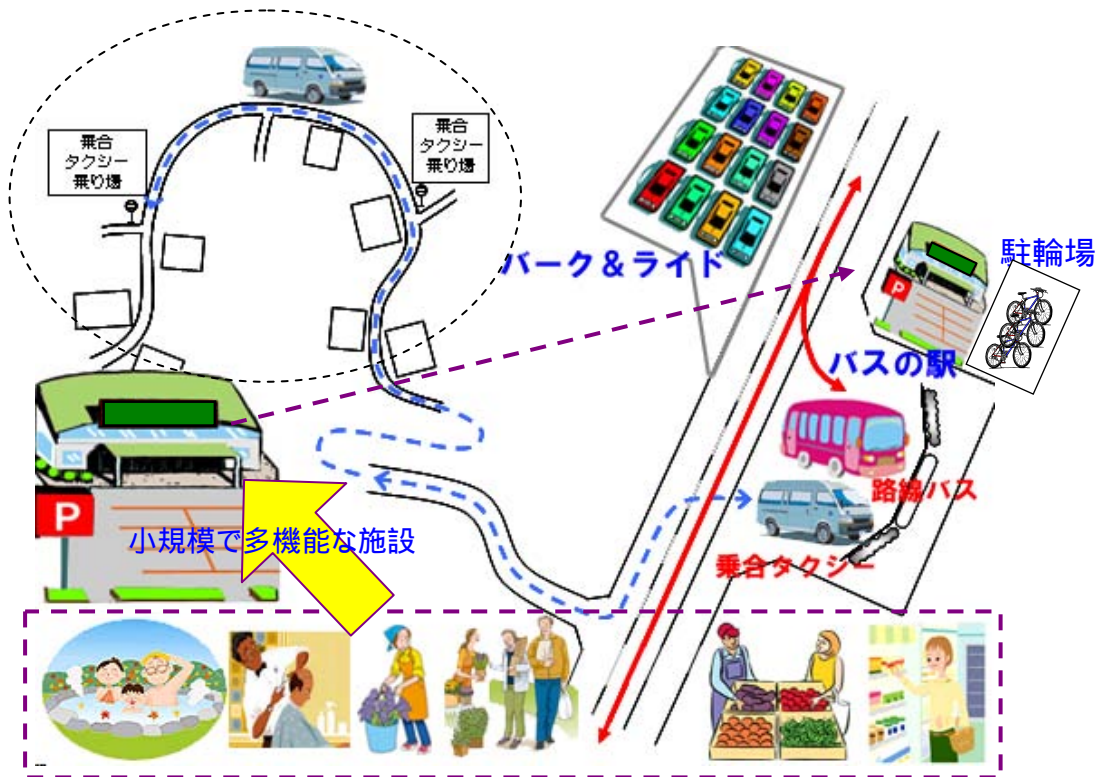 乗合
タクシー
乗り場
乗合
タクシー
乗り場
パーク＆ライド
駐輪場
P
バスの駅
路線バス
P
小規模で多機能な施設
乗合タクシー